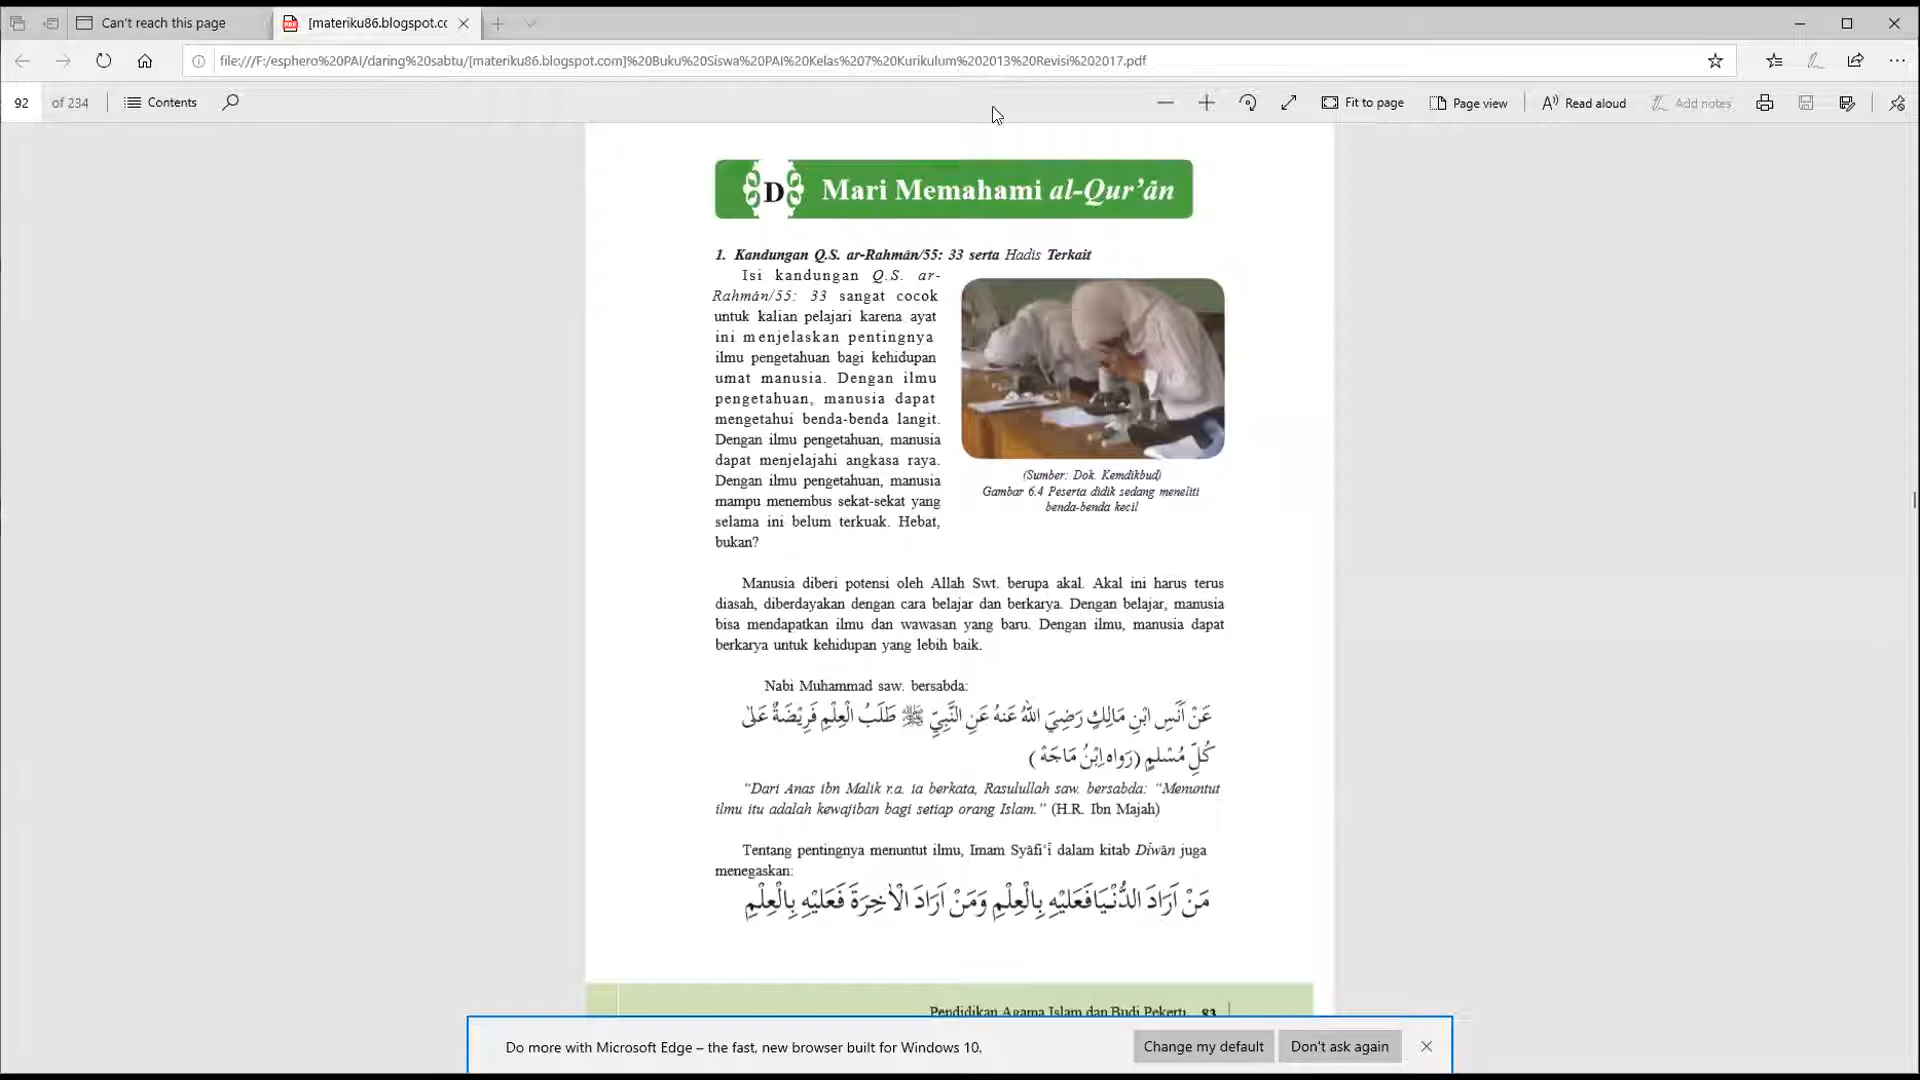 Can't reach this page
[materiku86.blogspot.cc
file:///F:/esphero%20PAI/daring%20sabtu/[materiku86.blogspot.com]%20Buku%20Siswa%20PAI%20Kelas%207%20Kurikulum%202013%20Revisi%202017.pdf
92 of 234 Contents Fit to page Page view Read aloud Add notes
D Mari Memahami al-Qur’ān
1. Kandungan Q.S. ar-Rahmān/55: 33 serta Hadis Terkait
Isi kandungan Q.S. ar-
Rahmān/55: 33 sangat cocok
untuk kalian pelajari karena ayat
ini menjelaskan pentingnya
ilmu pengetahuan bagi kehidupan
umat manusia. Dengan ilmu
pengetahuan, manusia dapat
mengetahui benda-benda langit.
Dengan ilmu pengetahuan, manusia
dapat menjelajahi angkasa raya.
Dengan ilmu pengetahuan, manusia
mampu menembus sekat-sekat yang
selama ini belum terkuak. Hebat,
bukan?
(Sumber: Dok. Kemdikbud)
Gambar 6.4 Peserta didik sedang meneliti
benda-benda kecil
Manusia diberi potensi oleh Allah Swt. berupa akal. Akal ini harus terus
diasah, diberdayakan dengan cara belajar dan berkarya. Dengan belajar, manusia
bisa mendapatkan ilmu dan wawasan yang baru. Dengan ilmu, manusia dapat
berkarya untuk kehidupan yang lebih baik.
Nabi Muhammad saw. bersabda:
عَنْ اَنَسِ ابْنِ مَالِكٍ رَضِيَ اللهُ عَنهُ عَنِ النَّبِيِّ ﷺ طَلَبُ الْعِلْمِ فَرِيْضَةٌ عَلىٰ
كُلِّ مُسْلِمٍ (رَواه اِبْنُ مَاجَهْ)
“Dari Anas ibn Malik r.a. ia berkata, Rasulullah saw. bersabda: “Menuntut
ilmu itu adalah kewajiban bagi setiap orang Islam.” (H.R. Ibn Majah)
Tentang pentingnya menuntut ilmu, Imam Syāfi‘ī dalam kitab Dīwān juga
menegaskan:
مَنْ اَرَادَ الدُّنْيَافَعَلَيْهِ بِالْعِلْمِ وَمَنْ اَرَادَ الْاٰخِرَةَ فَعَلَيْهِ بِالْعِلْمِ
Pendidikan Agama Islam dan Budi Pekerti 83
Do more with Microsoft Edge – the fast, new browser built for Windows 10.
Change my default
Don't ask again